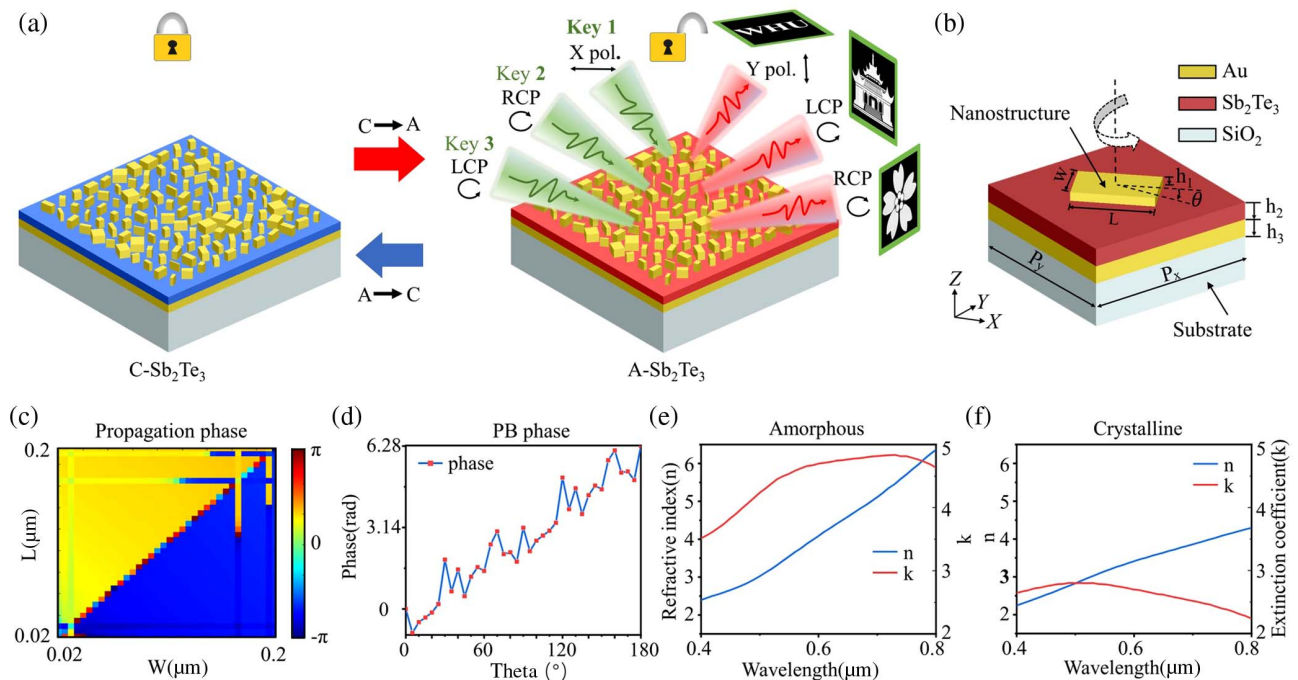 (a)
Key 1
X pol.
Key 2
RCP
Key 3
LCP
WHU
Y pol.
LCP
RCP
C→A
A→C
C-Sb₂Te₃
A-Sb₂Te₃
(b)
Au
Sb₂Te₃
SiO₂
Nanostructure
W
h₁
θ
L
h₂
h₃
Pᵧ
Pₓ
Z
Y
X
Substrate
(c)
Propagation phase
0.2
L(μm)
0.02
0.02
0.2
W(μm)
π
0
-π
(d)
PB phase
6.28
phase
3.14
Phase(rad)
0
0
60
120
180
Theta (°)
(e)
Amorphous
Refractive index(n)
6
5
4
3
2
5
4
3
2
n
k
0.4
0.6
0.8
Wavelength(μm)
k
n
(f)
Crystalline
6
5
4
3
2
n
k
5
4
3
2
Extinction coefficient(k)
0.4
0.6
0.8
Wavelength(μm)